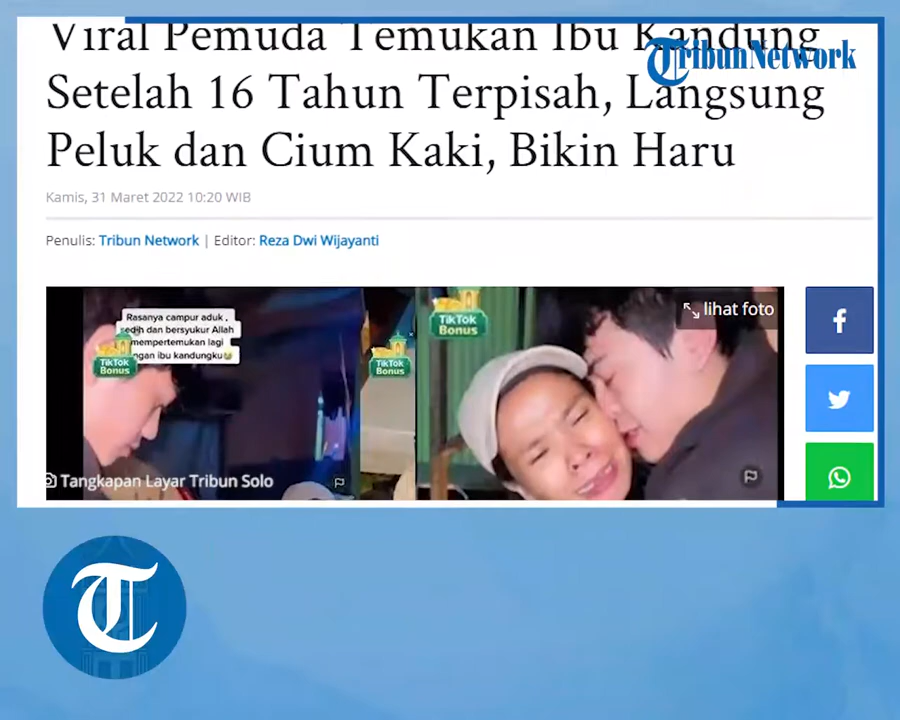 Viral Pemuda Temukan Ibu Kandung
TribunNetwork
Setelah 16 Tahun Terpisah, Langsung
Peluk dan Cium Kaki, Bikin Haru
Kamis, 31 Maret 2022 10:20 WIB
Penulis: Tribun Network | Editor: Reza Dwi Wijayanti
Rasanya campur aduk ,
sedih dan bersyukur Allah
mempertemukan lagi
ngan ibu kandungku
TikTok
Bonus
TikTok
Bonus
TikTok
Bonus
lihat foto
Tangkapan Layar Tribun Solo
T